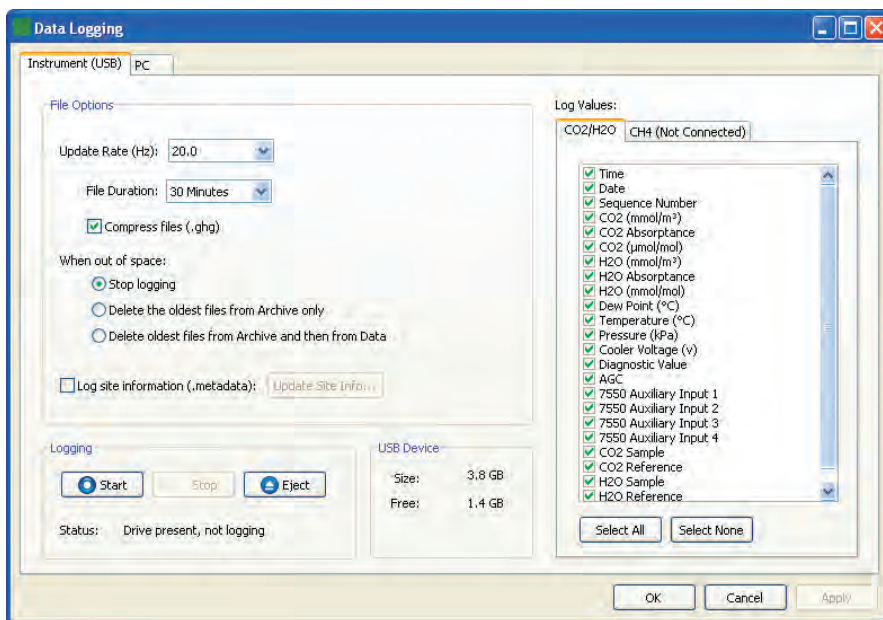 Data Logging
Instrument (USB)
PC
File Options
Update Rate (Hz):
20.0
File Duration:
30 Minutes
Compress files (.ghg)
When out of space:
Stop logging
Delete the oldest files from Archive only
Delete oldest files from Archive and then from Data
Log site information (.metadata):
Update Site Info...
Logging
Start
Stop
Eject
Status:
Drive present, not logging
USB Device
Size:
3.8 GB
Free:
1.4 GB
Log Values:
CO2/H2O
CH4 (Not Connected)
Time
Date
Sequence Number
CO2 (mmol/m³)
CO2 Absorptance
CO2 (µmol/mol)
H2O (mmol/m³)
H2O Absorptance
H2O (mmol/mol)
Dew Point (°C)
Temperature (°C)
Pressure (kPa)
Cooler Voltage (v)
Diagnostic Value
AGC
7550 Auxiliary Input 1
7550 Auxiliary Input 2
7550 Auxiliary Input 3
7550 Auxiliary Input 4
CO2 Sample
CO2 Reference
H2O Sample
H2O Reference
Select All
Select None
OK
Cancel
Apply